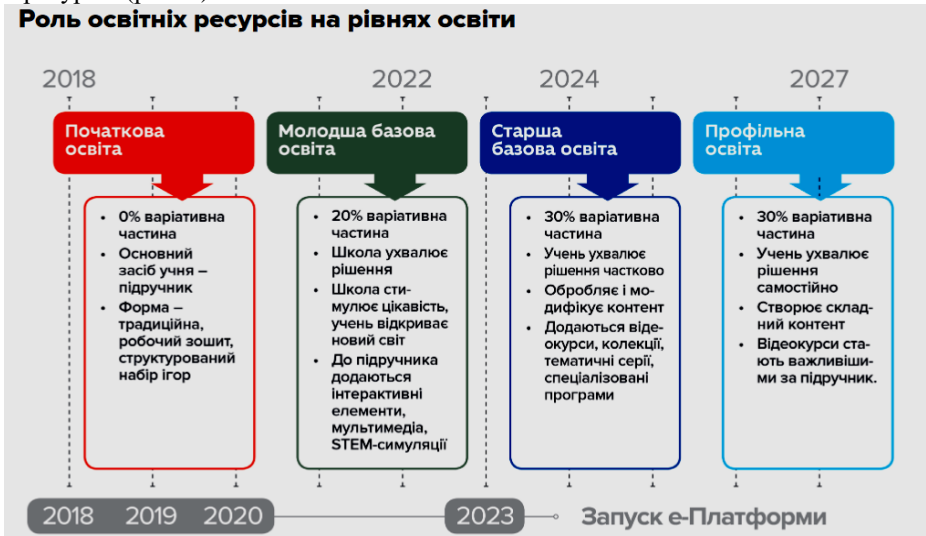 Роль освітніх ресурсів на рівнях освіти
2018
2022
2024
2027
Початкова
освіта
• 0% варіативна
частина
• Основний
засіб учня –
підручник
• Форма –
традиційна,
робочий зошит,
структурований
набір ігор
Молодша базова
освіта
• 20% варіативна
частина
• Школа ухвалює
рішення
• Школа сти-
мулює цікавість,
учень відкриває
новий світ
• До підручника
додаються
інтерактивні
елементи,
мультимедіа,
STEM-симуляції
Старша
базова освіта
• 30% варіативна
частина
• Учень ухвалює
рішення частково
• Обробляє і мо-
дифікує контент
• Додаються віде-
окурси, колекції,
тематичні серії,
спеціалізовані
програми
Профільна
освіта
• 30% варіативна
частина
• Учень ухвалює
рішення
самостійно
• Створює склад-
ний контент
• Відеокурси ста-
ють важливіши-
ми за підручник.
2018 2019 2020
2023
Запуск е-Платформи